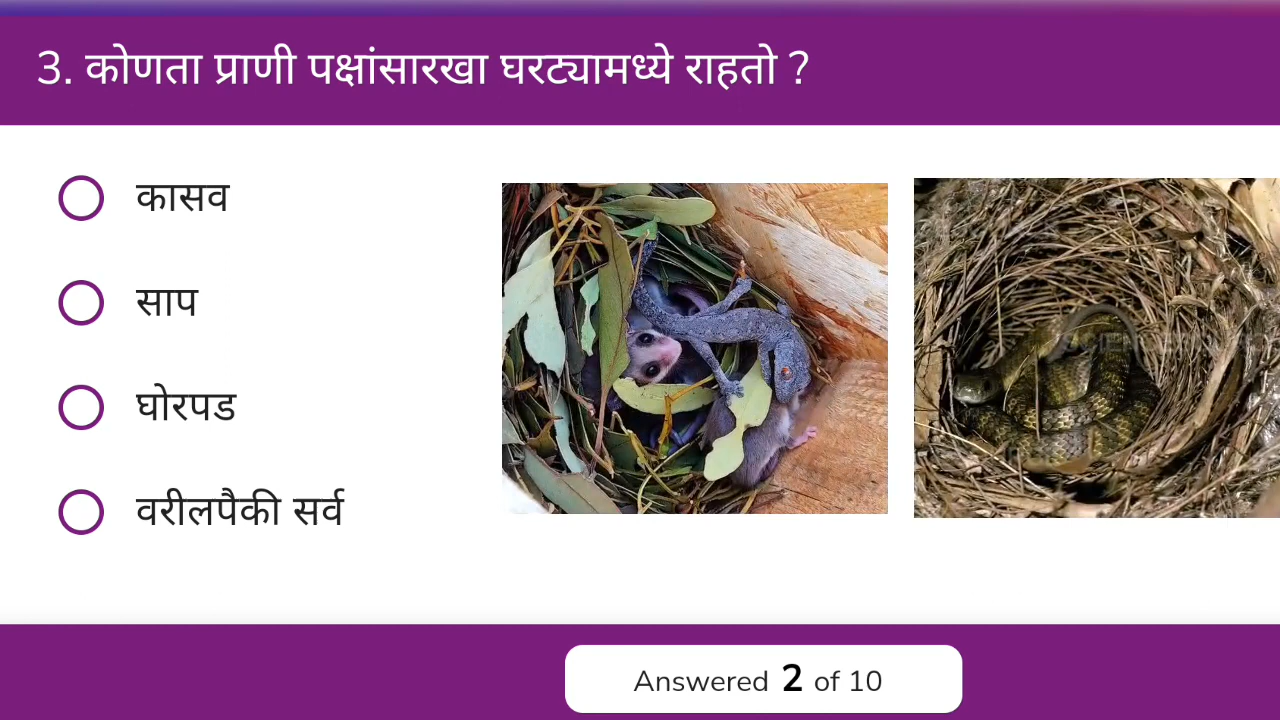 3. कोणता प्राणी पक्षांसारखा घरट्यामध्ये राहतो ?
कासव
साप
घोरपड
वरीलपैकी सर्व
Answered 2 of 10